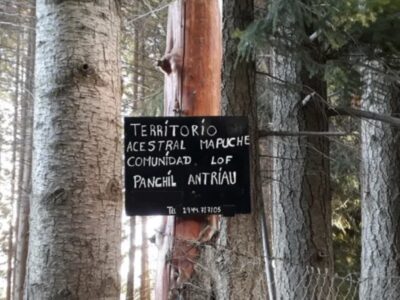 TERRITORIO
ACESTRAL MAPUCHE
COMUNIDAD LOF
PANCHÍL ANTRÍAU